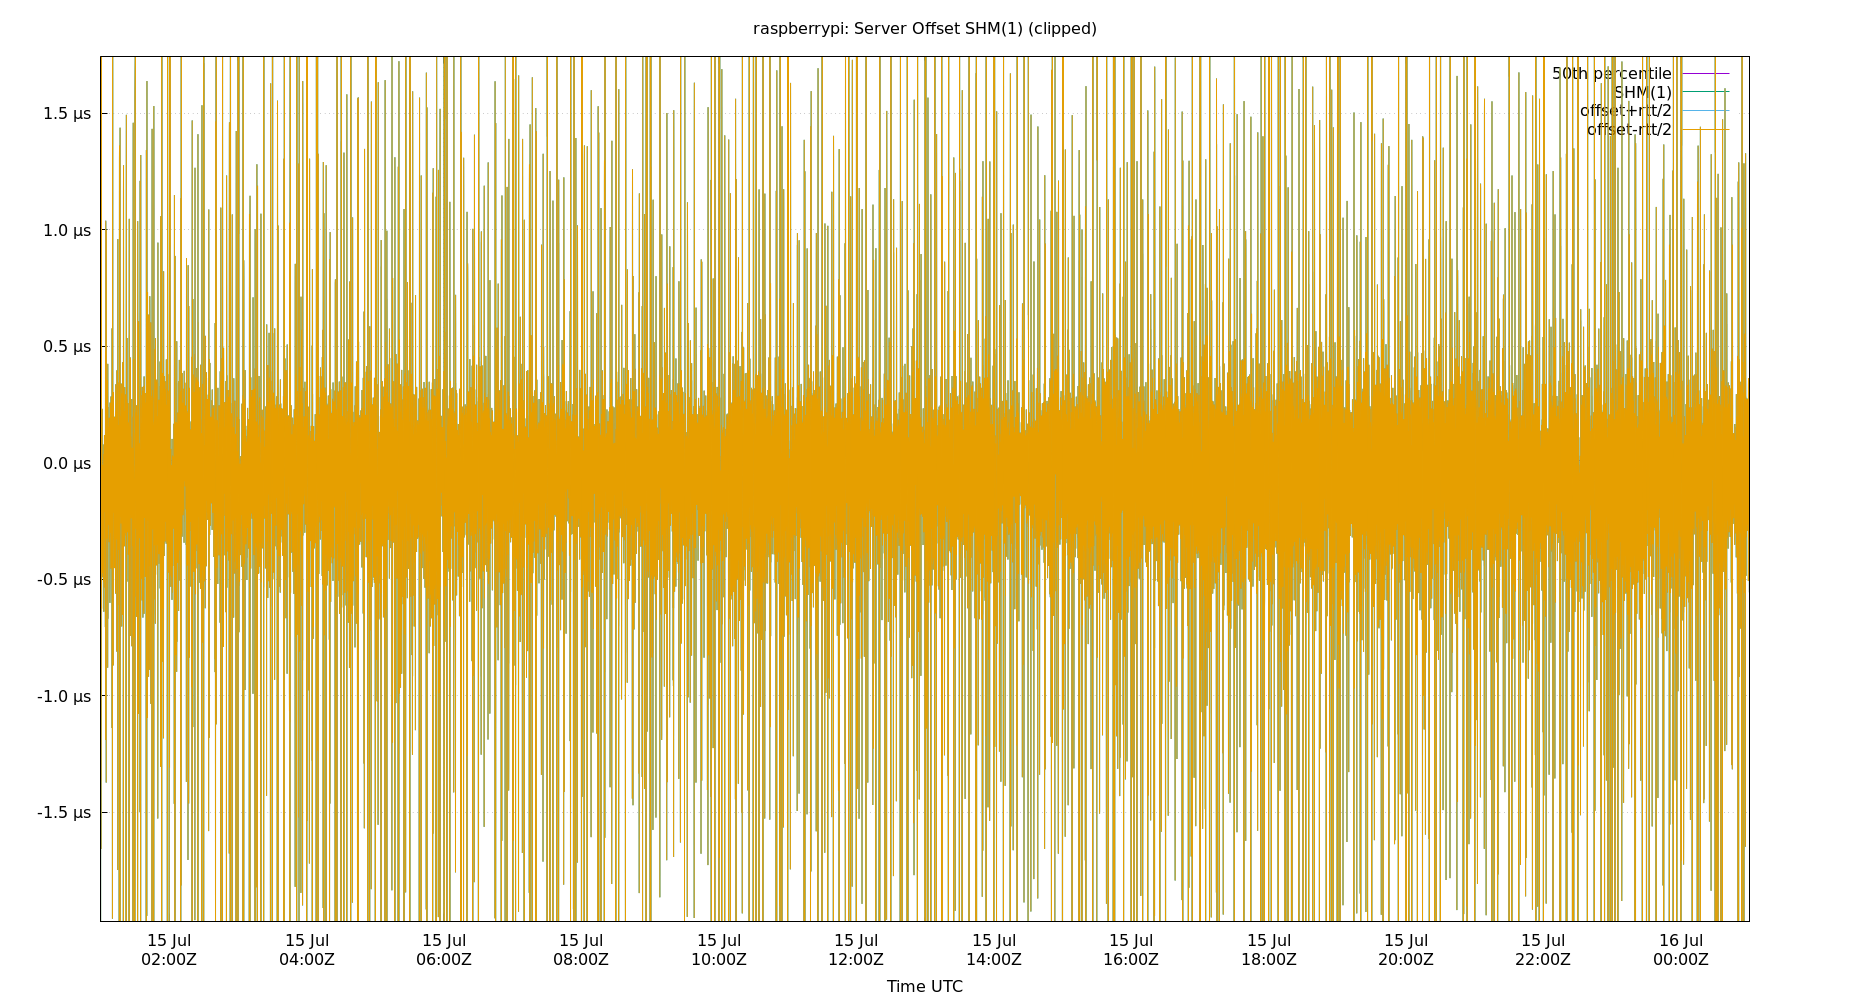 raspberrypi: Server Offset SHM(1) (clipped)
50th percentile
SHM(1)
offset+rtt/2
offset-rtt/2
1.5 µs
1.0 µs
0.5 µs
0.0 µs
-0.5 µs
-1.0 µs
-1.5 µs
15 Jul 15 Jul 15 Jul 15 Jul 15 Jul 15 Jul 15 Jul 15 Jul 15 Jul 15 Jul 15 Jul 16 Jul
02:00Z 04:00Z 06:00Z 08:00Z 10:00Z 12:00Z 14:00Z 16:00Z 18:00Z 20:00Z 22:00Z 00:00Z
Time UTC